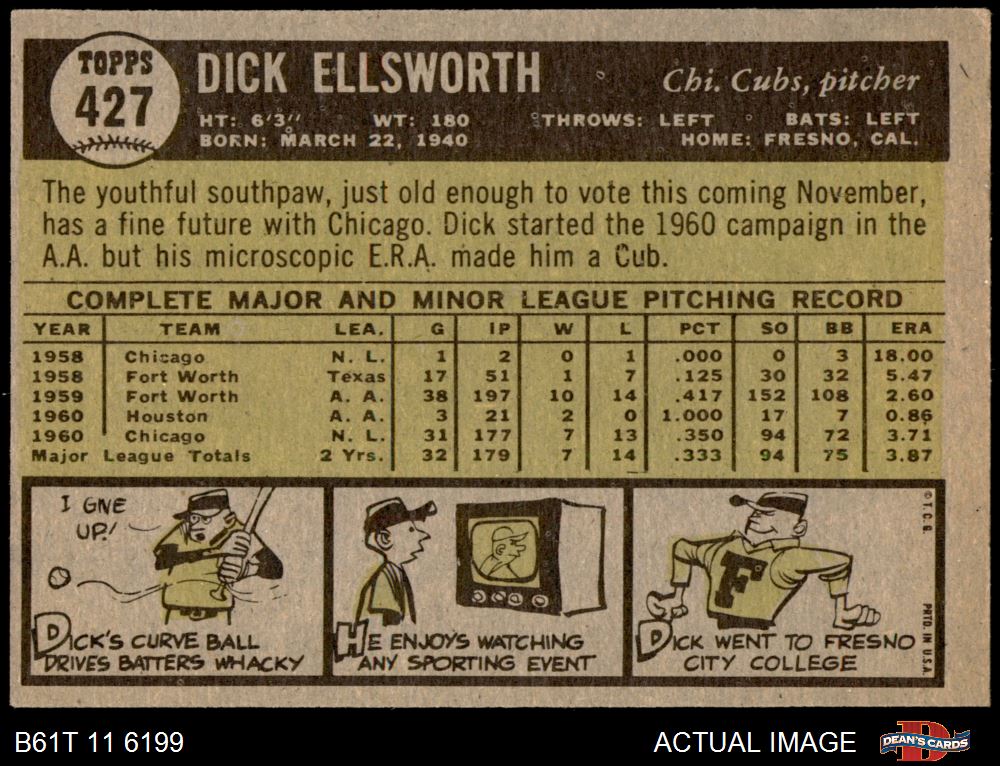 TOPPS
427
DICK ELLSWORTH
Chi. Cubs, pitcher
HT: 6'3" WT: 180 THROWS: LEFT BATS: LEFT
BORN: MARCH 22, 1940 HOME: FRESNO, CAL.
The youthful southpaw, just old enough to vote this coming November,
has a fine future with Chicago. Dick started the 1960 campaign in the
A.A. but his microscopic E.R.A. made him a Cub.
COMPLETE MAJOR AND MINOR LEAGUE PITCHING RECORD
YEAR TEAM LEA. G IP W L PCT SO BB ERA
1958 Chicago N. L. 1 2 0 1 .000 0 3 18.00
1958 Fort Worth Texas 17 51 1 7 .125 30 32 5.47
1959 Fort Worth A. A. 38 197 10 14 .417 152 108 2.60
1960 Houston A. A. 3 21 2 0 1.000 17 7 0.86
1960 Chicago N. L. 31 177 7 13 .350 94 72 3.71
Major League Totals 2 Yrs. 32 179 7 14 .333 94 75 3.87
I GIVE
UP!
DICK'S CURVE BALL
DRIVES BATTERS WHACKY
HE ENJOYS WATCHING
ANY SPORTING EVENT
F
DICK WENT TO FRESNO
CITY COLLEGE
© T.C.G.
PRTD IN U.S.A.
B61T 11 6199
ACTUAL IMAGE
D
DEAN'S CARDS